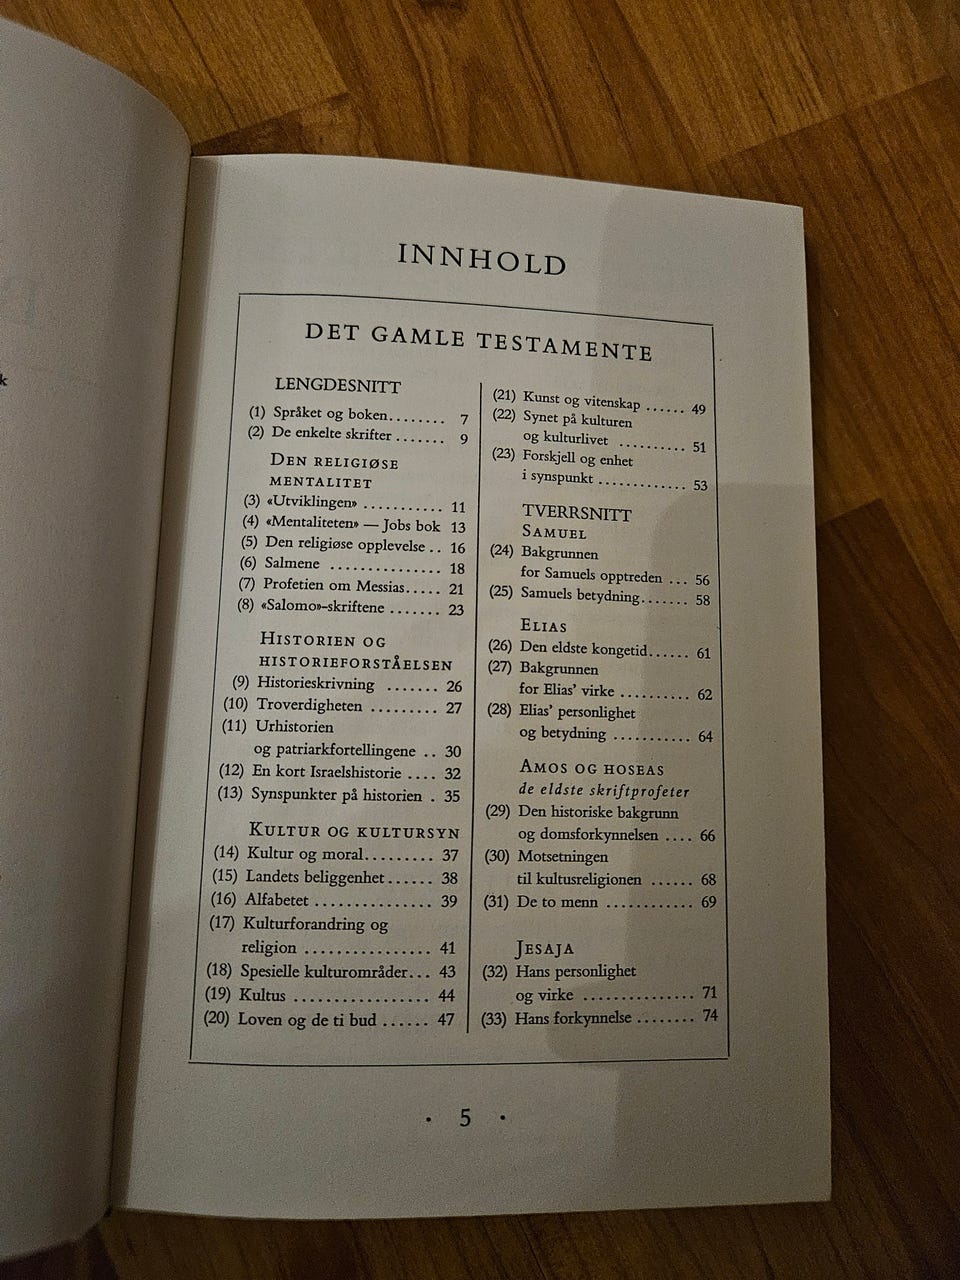 k
INNHOLD
DET GAMLE TESTAMENTE
LENGDESNITT
(1) Språket og boken........ 7
(2) De enkelte skrifter ....... 9
DEN RELIGIØSE
MENTALITET
(3) «Utviklingen» ........... 11
(4) «Mentaliteten» — Jobs bok 13
(5) Den religiøse opplevelse .. 16
(6) Salmene ............... 18
(7) Profetien om Messias..... 21
(8) «Salomo»-skriftene ....... 23
HISTORIEN OG
HISTORIEFORSTÅELSEN
(9) Historieskrivning ....... 26
(10) Troverdigheten ......... 27
(11) Urhistorien
og patriarkfortellingene .. 30
(12) En kort Israelshistorie .... 32
(13) Synspunkter på historien . 35
KULTUR OG KULTURSYN
(14) Kultur og moral......... 37
(15) Landets beliggenhet...... 38
(16) Alfabetet ............... 39
(17) Kulturforandring og
religion ................ 41
(18) Spesielle kulturområder... 43
(19) Kultus ................. 44
(20) Loven og de ti bud ...... 47
(21) Kunst og vitenskap ...... 49
(22) Synet på kulturen
og kulturlivet .......... 51
(23) Forskjell og enhet
i synspunkt ............. 53
TVERRSNITT
SAMUEL
(24) Bakgrunnen
for Samuels opptreden ... 56
(25) Samuels betydning....... 58
ELIAS
(26) Den eldste kongetid...... 61
(27) Bakgrunnen
for Elias' virke .......... 62
(28) Elias' personlighet
og betydning ........... 64
AMOS OG HOSEAS
de eldste skriftprofeter
(29) Den historiske bakgrunn
og domsforkynnelsen .... 66
(30) Motsetningen
til kultusreligionen ...... 68
(31) De to menn ............ 69
JESAJA
(32) Hans personlighet
og virke ................ 71
(33) Hans forkynnelse ........ 74
· 5 ·